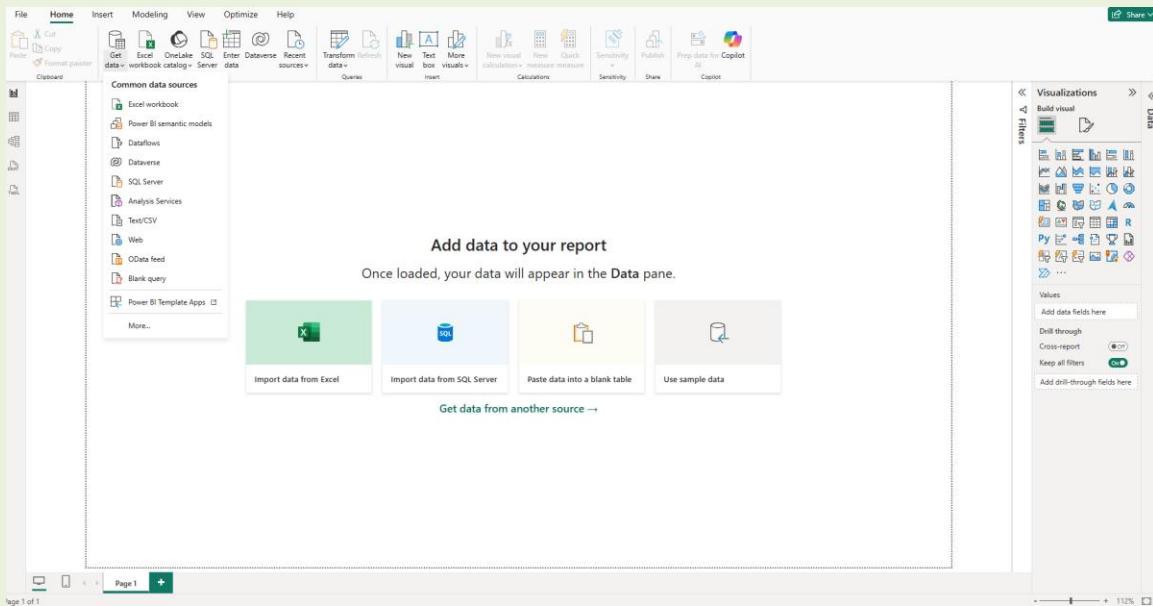 File Home Insert Modeling View Optimize Help
Share
Paste
Cut
Copy
Format painter
Clipboard
Get data
Excel workbook
OneLake catalog
SQL Server
Enter data
Dataverse
Recent sources
Transform data
Refresh
Queries
New visual
Text box
More visuals
Insert
New visual calculation
New measure
Quick measure
Calculations
Sensitivity
Sensitivity
Publish
Share
Prep data for AI
Copilot
Copilot
Common data sources
Excel workbook
Power BI semantic models
Dataflows
Dataverse
SQL Server
Analysis Services
Text/CSV
Web
OData feed
Blank query
Power BI Template Apps
More...
Add data to your report
Once loaded, your data will appear in the Data pane.
SQL
Import data from Excel
Import data from SQL Server
Paste data into a blank table
Use sample data
Get data from another source →
Filters
Visualizations
Build visual
R
Py
...
Values
Add data fields here
Drill through
Cross-report
Off
Keep all filters
On
Add drill-through fields here
Data
Page 1
Page 1 of 1
112%